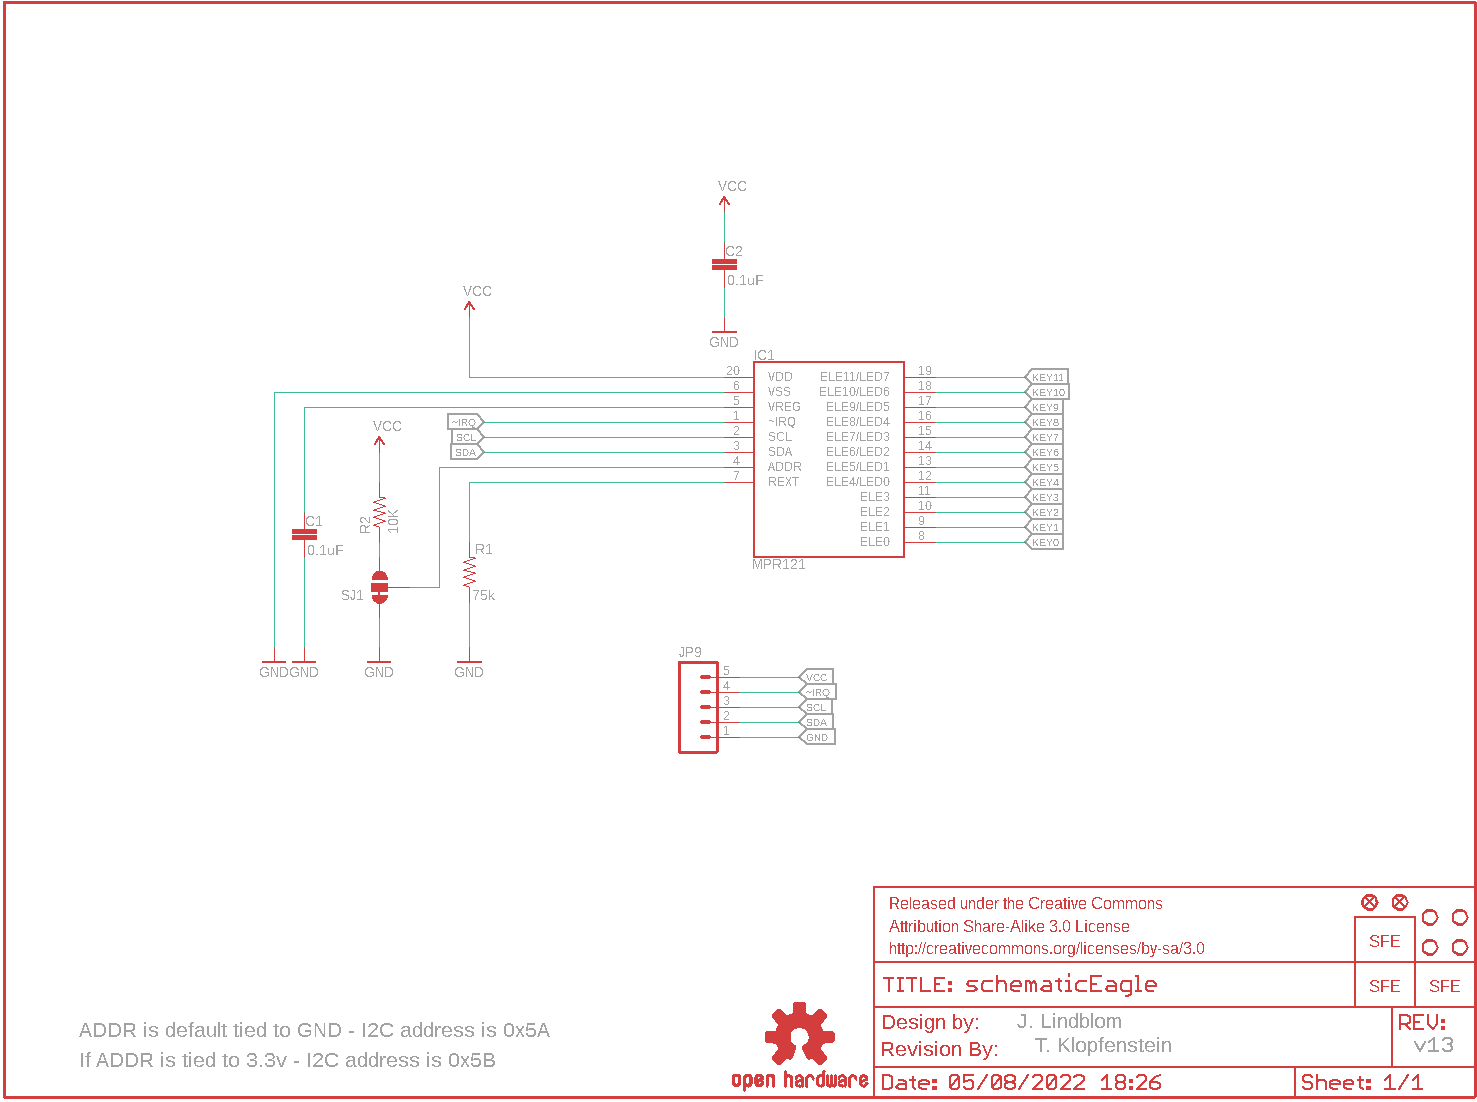 VCC
C2
0.1uF
VCC
GND
IC1
20 VDD ELE11/LED7 19 KEY11
6 VSS ELE10/LED6 18 KEY10
5 VREG ELE9/LED5 17 KEY9
~IRQ 1 ~IRQ ELE8/LED4 16 KEY8
VCC
SCL 2 SCL ELE7/LED3 15 KEY7
SDA 3 SDA ELE6/LED2 14 KEY6
4 ADDR ELE5/LED1 13 KEY5
7 REXT ELE4/LED0 12 KEY4
ELE3 11 KEY3
ELE2 10 KEY2
ELE1 9 KEY1
ELE0 8 KEY0
MPR121
C1
0.1uF
R2
10K
R1
75k
SJ1
GND
GND
GND
GND
JP9
5 VCC
4 ~IRQ
3 SCL
2 SDA
1 GND
Released under the Creative Commons
Attribution Share-Alike 3.0 License
http://creativecommons.org/licenses/by-sa/3.0
SFE
SFE
SFE
TITLE: schematicEagle
Design by: J. Lindblom
Revision By: T. Klopfenstein
REV:
v13
Date: 05/08/2022 18:26
Sheet: 1/1
open hardware
ADDR is default tied to GND - I2C address is 0x5A
If ADDR is tied to 3.3v - I2C address is 0x5B